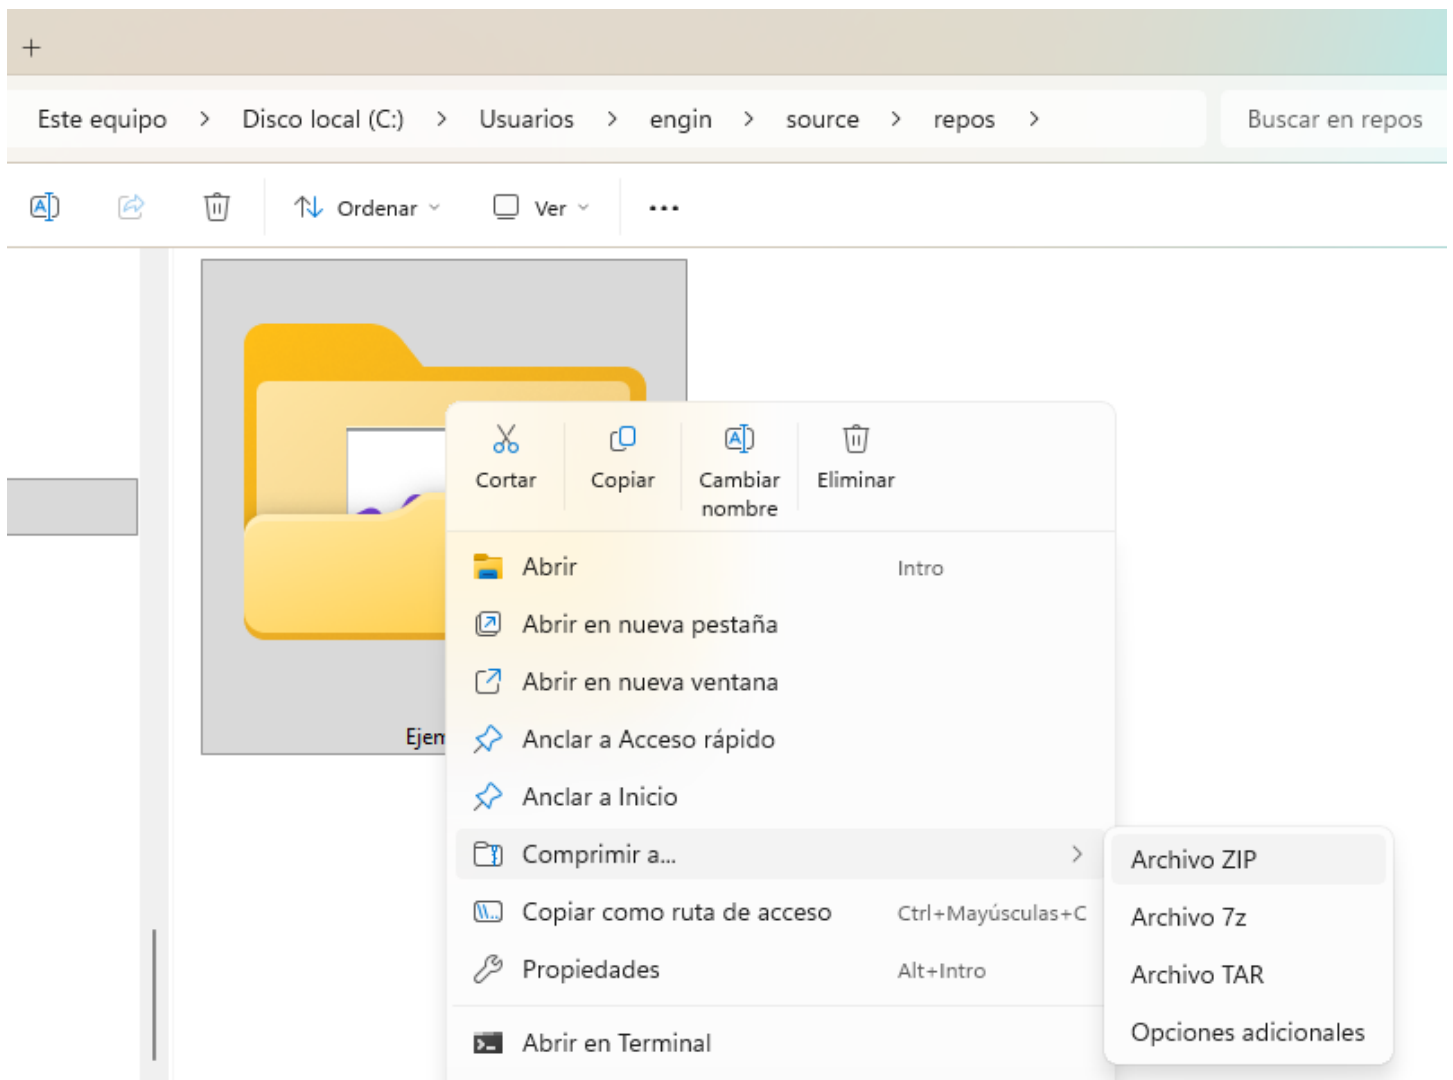 +
Este equipo > Disco local (C:) > Usuarios > engin > source > repos >
Buscar en repos
Ordenar
Ver
...
Cortar
Copiar
Cambiar
nombre
Eliminar
Ejem
Abrir Intro
Abrir en nueva pestaña
Abrir en nueva ventana
Anclar a Acceso rápido
Anclar a Inicio
Comprimir a...
Copiar como ruta de acceso Ctrl+Mayúsculas+C
Propiedades Alt+Intro
Abrir en Terminal
Archivo ZIP
Archivo 7z
Archivo TAR
Opciones adicionales